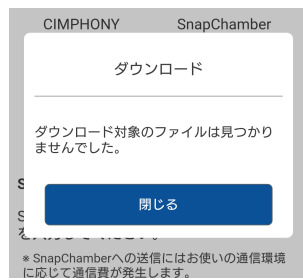 CIMPHONY SnapChamber
ダウンロード
ダウンロード対象のファイルは見つかり
ませんでした。
閉じる
* SnapChamberへの送信にはお使いの通信環境
に応じて通信費が発生します。